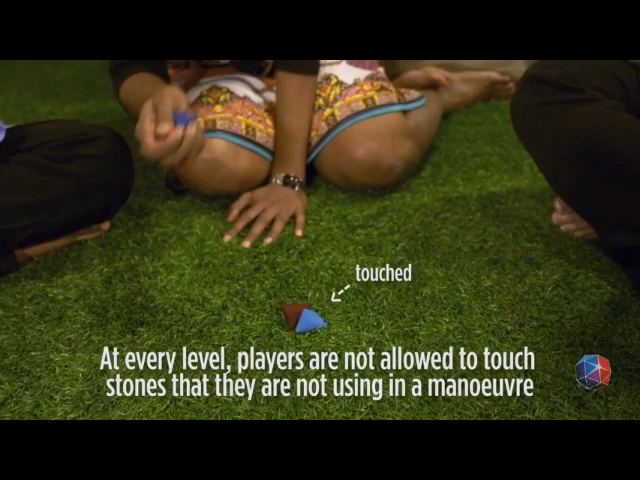 touched
At every level, players are not allowed to touch
stones that they are not using in a manoeuvre